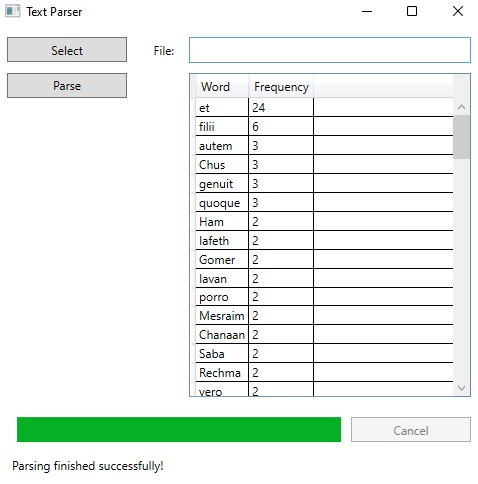 Text Parser
Select File:
Parse
Word Frequency
et 24
filii 6
autem 3
Chus 3
genuit 3
quoque 3
Ham 2
Iafeth 2
Gomer 2
Iavan 2
porro 2
Mesraim 2
Chanaan 2
Saba 2
Rechma 2
vero 2
Cancel
Parsing finished successfully!